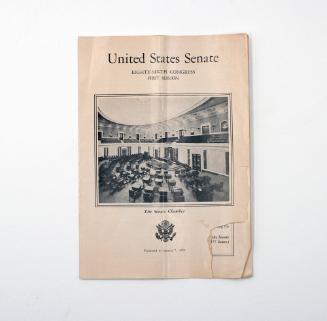 United States Senate
EIGHTY-SIXTH CONGRESS
FIRST SESSION
The Senate Chamber